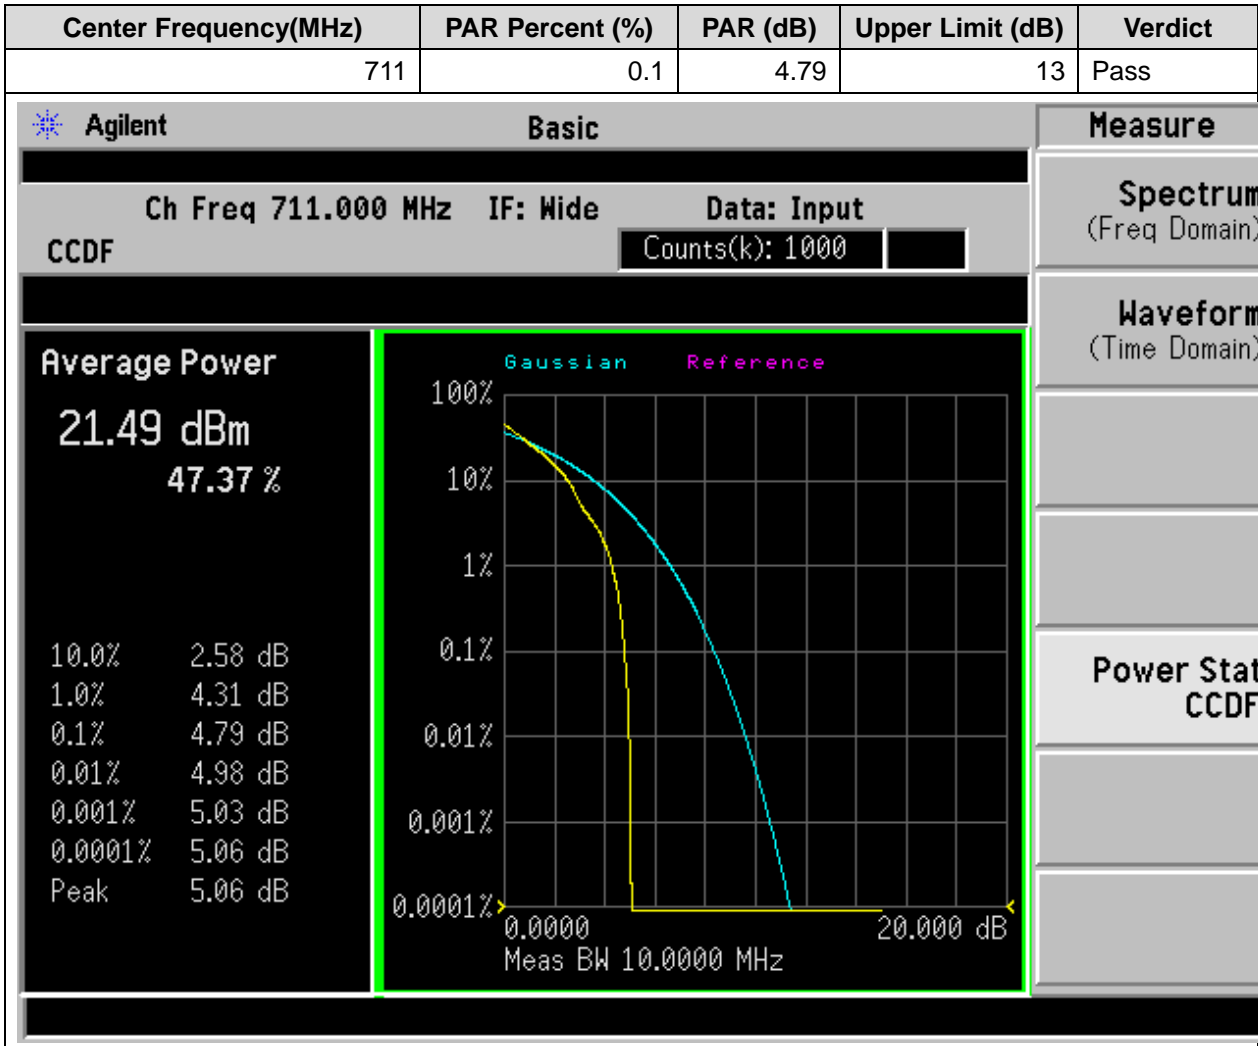 Center Frequency(MHz) PAR Percent (%) PAR (dB) Upper Limit (dB) Verdict
711 0.1 4.79 13 Pass
Agilent Basic Measure
Ch Freq 711.000 MHz IF: Wide Data: Input
CCDF Counts(k): 1000
Average Power
21.49 dBm
47.37 %
10.0% 2.58 dB
1.0% 4.31 dB
0.1% 4.79 dB
0.01% 4.98 dB
0.001% 5.03 dB
0.0001% 5.06 dB
Peak 5.06 dB
Gaussian Reference
100%
10%
1%
0.1%
0.01%
0.001%
0.0001%
0.0000 20.000 dB
Meas BW 10.0000 MHz
Spectrum
(Freq Domain)
Waveform
(Time Domain)
Power Stat
CCDF